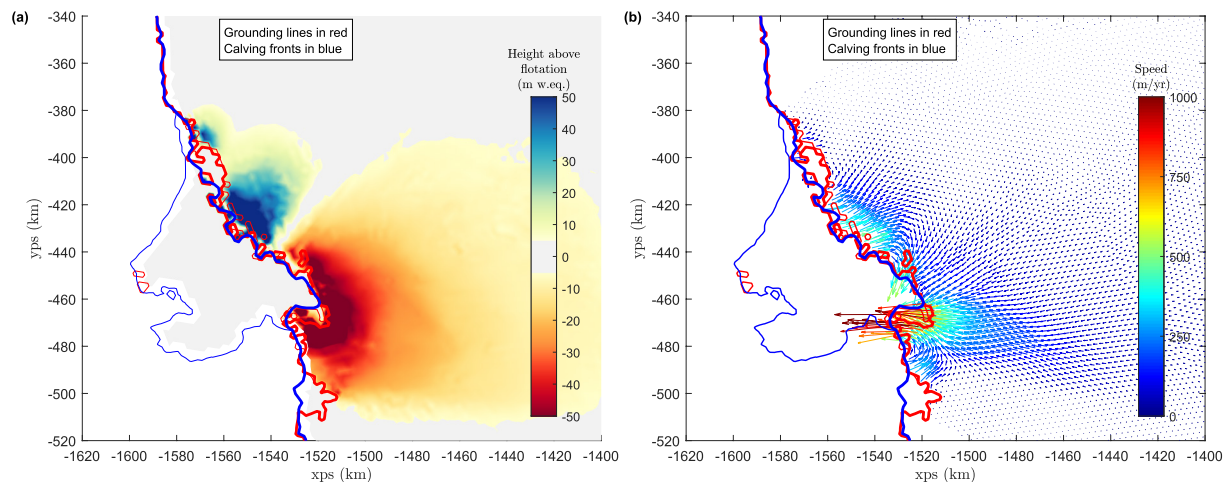 (a)
Grounding lines in red
Calving fronts in blue
Height above
flotation
(m w.eq.)
50
40
30
20
10
0
-10
-20
-30
-40
-50
-340
-360
-380
-400
-420
-440
-460
-480
-500
-520
yps (km)
-1620 -1600 -1580 -1560 -1540 -1520 -1500 -1480 -1460 -1440 -1420 -1400
xps (km)
(b)
Grounding lines in red
Calving fronts in blue
Speed
(m/yr)
1000
750
500
250
0
-340
-360
-380
-400
-420
-440
-460
-480
-500
-520
yps (km)
-1620 -1600 -1580 -1560 -1540 -1520 -1500 -1480 -1460 -1440 -1420 -1400
xps (km)